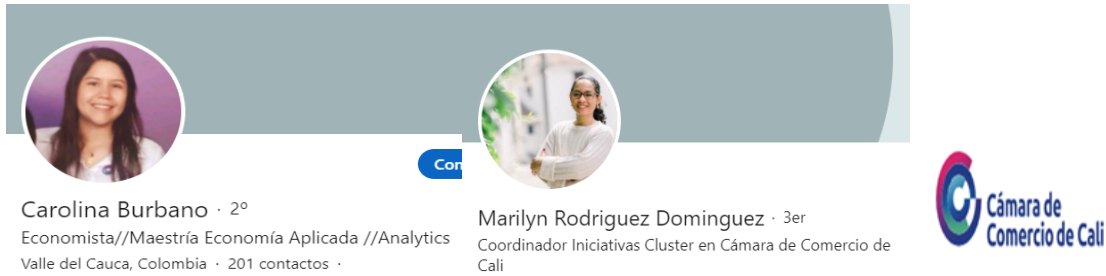 Con
Carolina Burbano · 2º
Economista//Maestría Economía Aplicada //Analytics
Valle del Cauca, Colombia · 201 contactos ·
Marilyn Rodriguez Dominguez · 3er
Coordinador Iniciativas Cluster en Cámara de Comercio de
Cali
Cámara de
Comercio de Cali